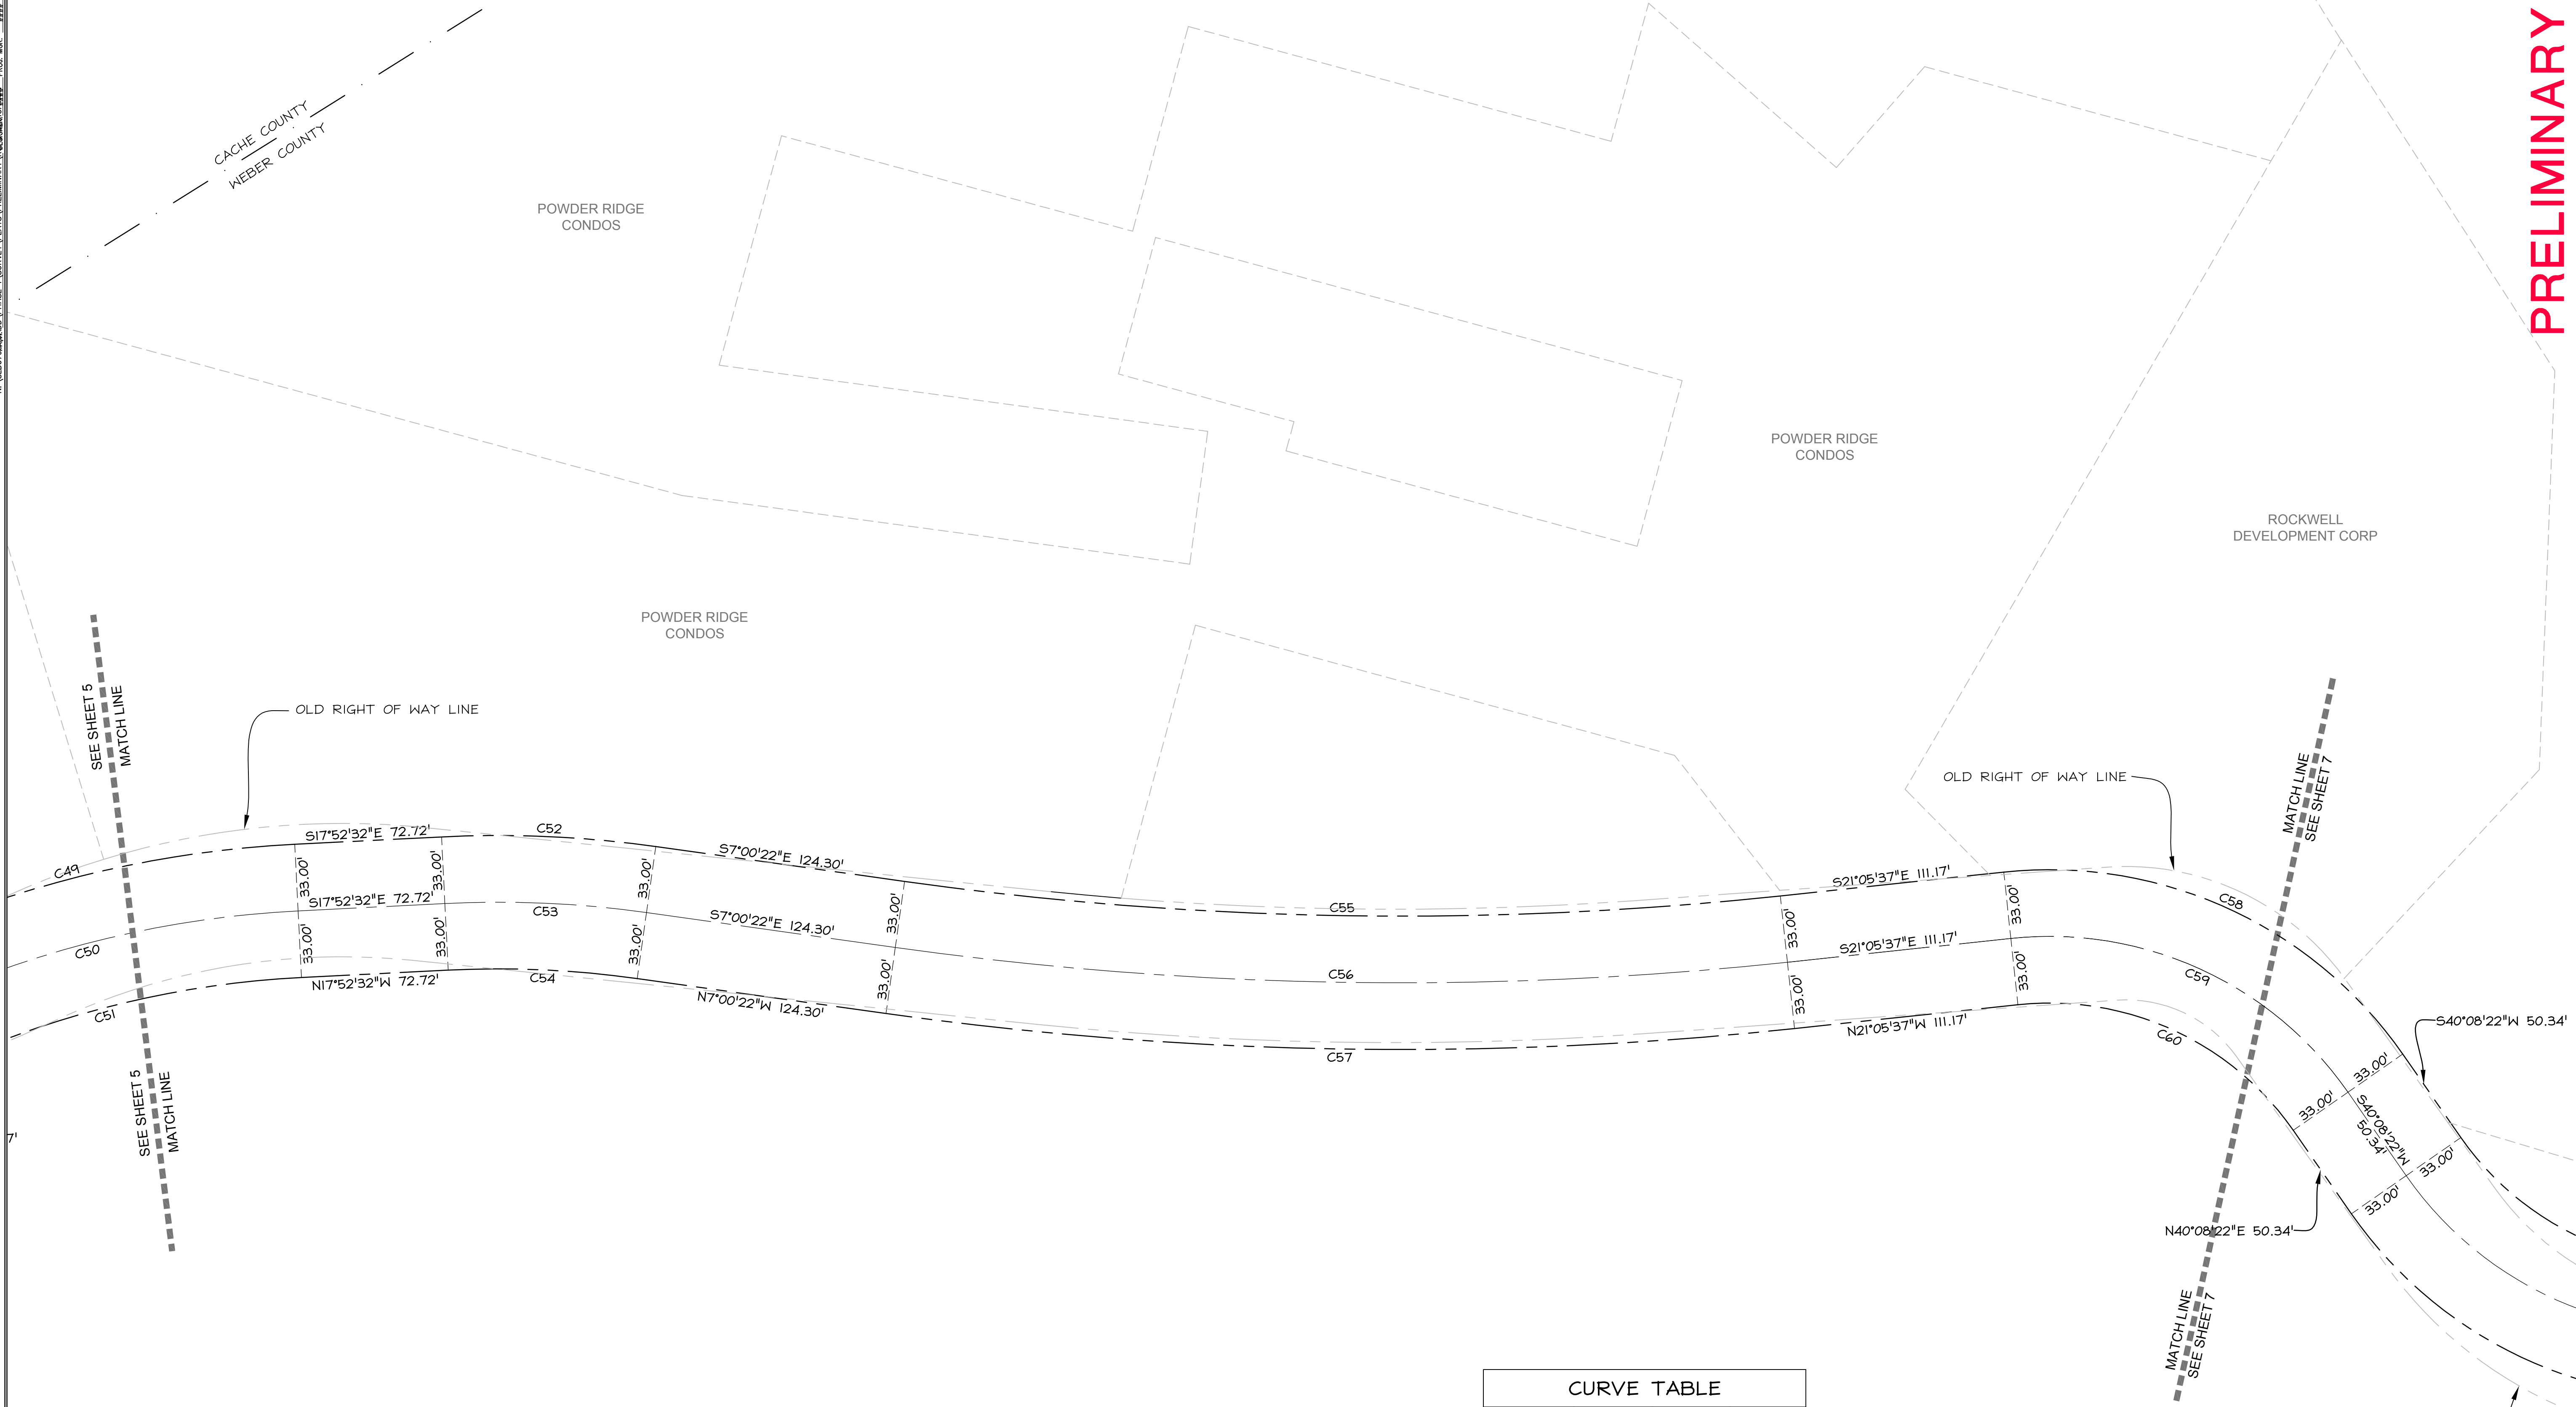 PRELIMINARY
CACHE COUNTY
WEBER COUNTY
POWDER RIDGE
CONDOS
POWDER RIDGE
CONDOS
ROCKWELL
DEVELOPMENT CORP
POWDER RIDGE
CONDOS
SEE SHEET 5
MATCH LINE
OLD RIGHT OF WAY LINE
OLD RIGHT OF WAY LINE
MATCH LINE
SEE SHEET 7
C49
S17°52'32"E 72.72'
C52
S7°00'22"E 124.30'
C55
S21°05'37"E 111.17'
C58
33.00'
33.00'
33.00'
33.00'
33.00'
33.00'
C50
S17°52'32"E 72.72'
C53
S7°00'22"E 124.30'
C56
S21°05'37"E 111.17'
C59
33.00'
33.00'
33.00'
33.00'
33.00'
33.00'
C51
N17°52'32"W 72.72'
C54
N7°00'22"W 124.30'
C57
N21°05'37"W 111.17'
C60
S40°08'22"W 50.34'
33.00'
33.00'
S40°08'22"W
50.34'
33.00'
33.00'
N40°08'22"E 50.34'
SEE SHEET 5
MATCH LINE
7'
MATCH LINE
SEE SHEET 7
CURVE TABLE